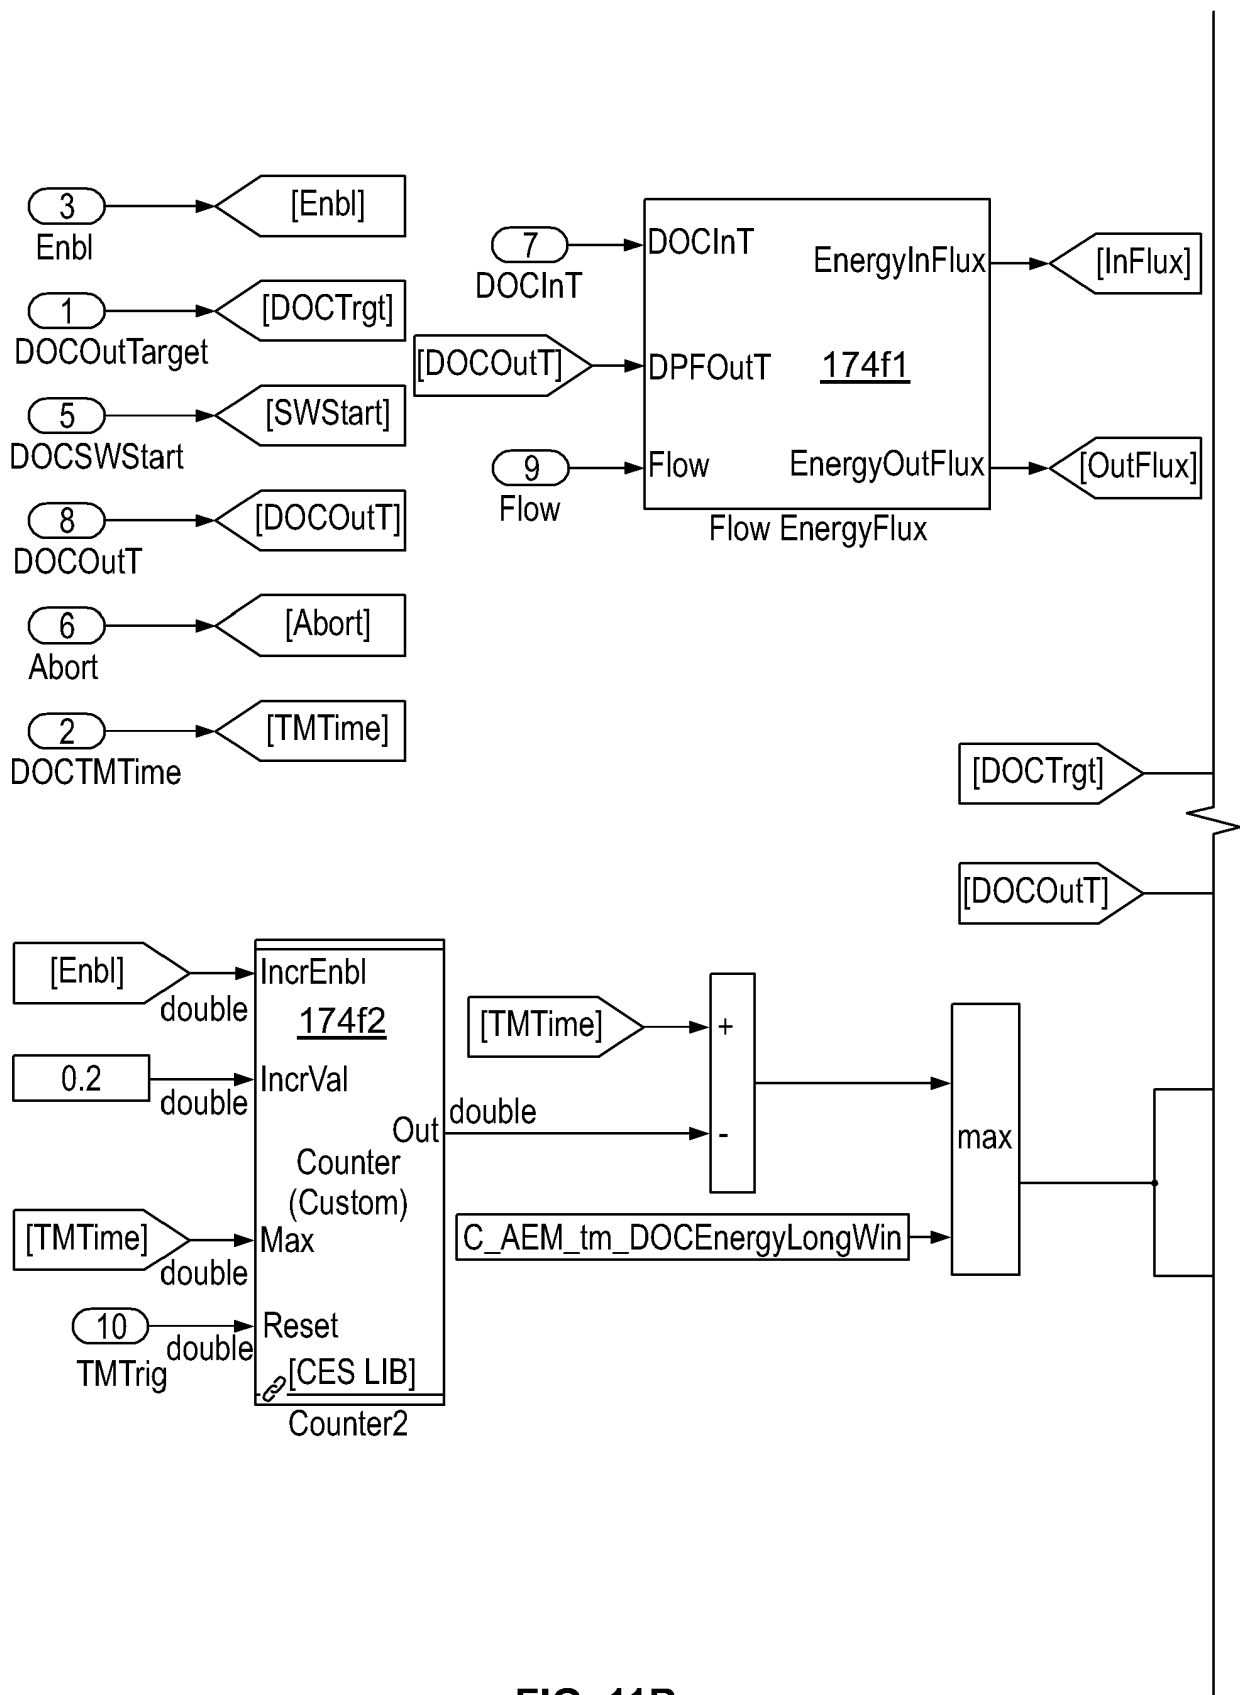 3
Enbl
[Enbl]
1
DOCOutTarget
[DOCTrgt]
5
DOCSWStart
[SWStart]
8
DOCOutT
[DOCOutT]
6
Abort
[Abort]
2
DOCTMTime
[TMTime]
7
DOCInT
[DOCOutT]
9
Flow
DOCInT
DPFOutT
Flow
174f1
EnergyInFlux
EnergyOutFlux
Flow EnergyFlux
[InFlux]
[OutFlux]
[DOCTrgt]
[DOCOutT]
[Enbl]
double
0.2
double
[TMTime]
double
10
TMTrig
double
IncrEnbl
174f2
IncrVal
Out
Counter
(Custom)
Max
Reset
[CES LIB]
Counter2
double
[TMTime]
+
-
C_AEM_tm_DOCEnergyLongWin
max